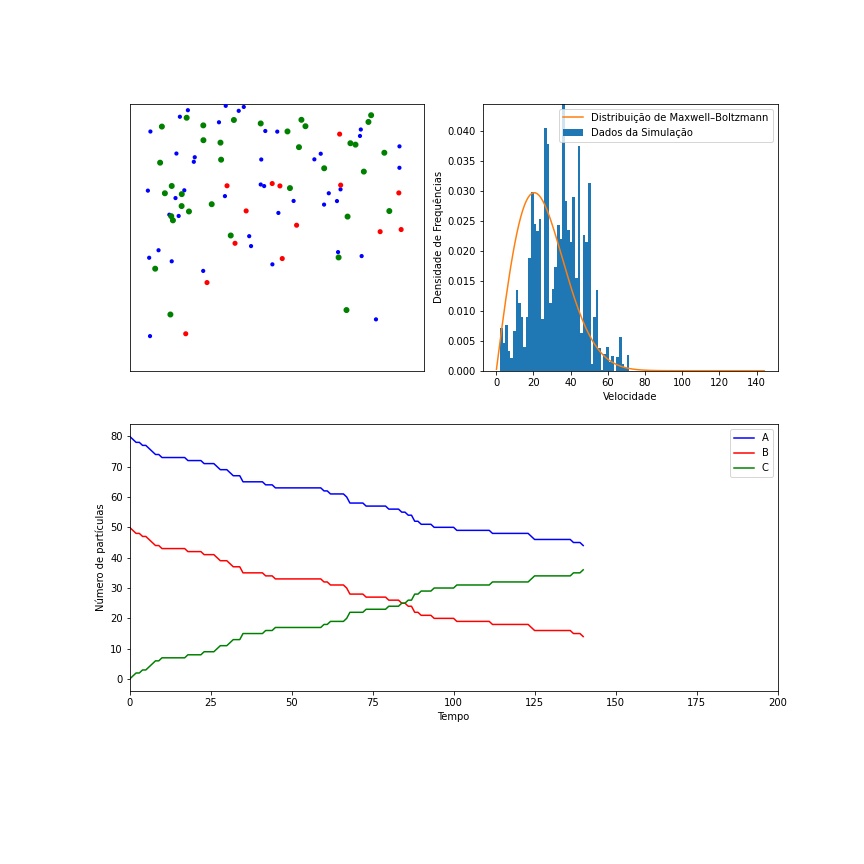 Distribuição de Maxwell–Boltzmann
Dados da Simulação
Densidade de Frequências
0.040
0.035
0.030
0.025
0.020
0.015
0.010
0.005
0.000
0 20 40 60 80 100 120 140
Velocidade
A
B
C
Número de partículas
80
70
60
50
40
30
20
10
0
0 25 50 75 100 125 150 175 200
Tempo